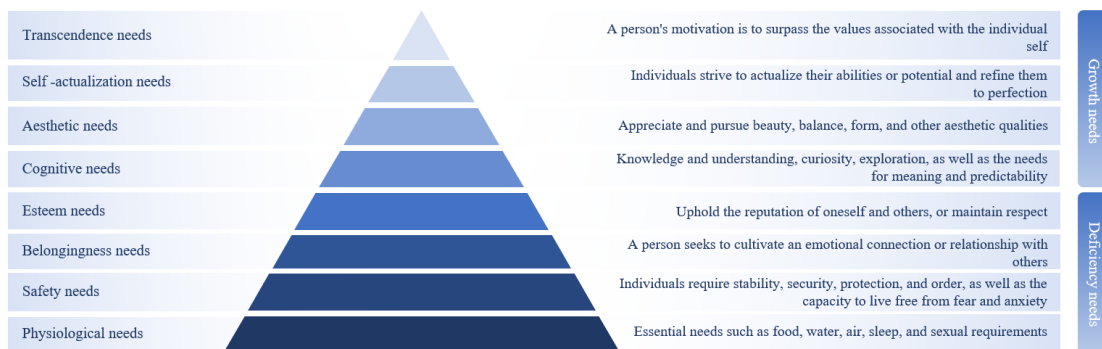 Transcendence needs
A person's motivation is to surpass the values associated with the individual
self
Self -actualization needs
Individuals strive to actualize their abilities or potential and refine them
to perfection
Aesthetic needs
Appreciate and pursue beauty, balance, form, and other aesthetic qualities
Cognitive needs
Knowledge and understanding, curiosity, exploration, as well as the needs
for meaning and predictability
Growth needs
Esteem needs
Uphold the reputation of oneself and others, or maintain respect
Belongingness needs
A person seeks to cultivate an emotional connection or relationship with
others
Safety needs
Individuals require stability, security, protection, and order, as well as the
capacity to live free from fear and anxiety
Physiological needs
Essential needs such as food, water, air, sleep, and sexual requirements
Deficiency needs